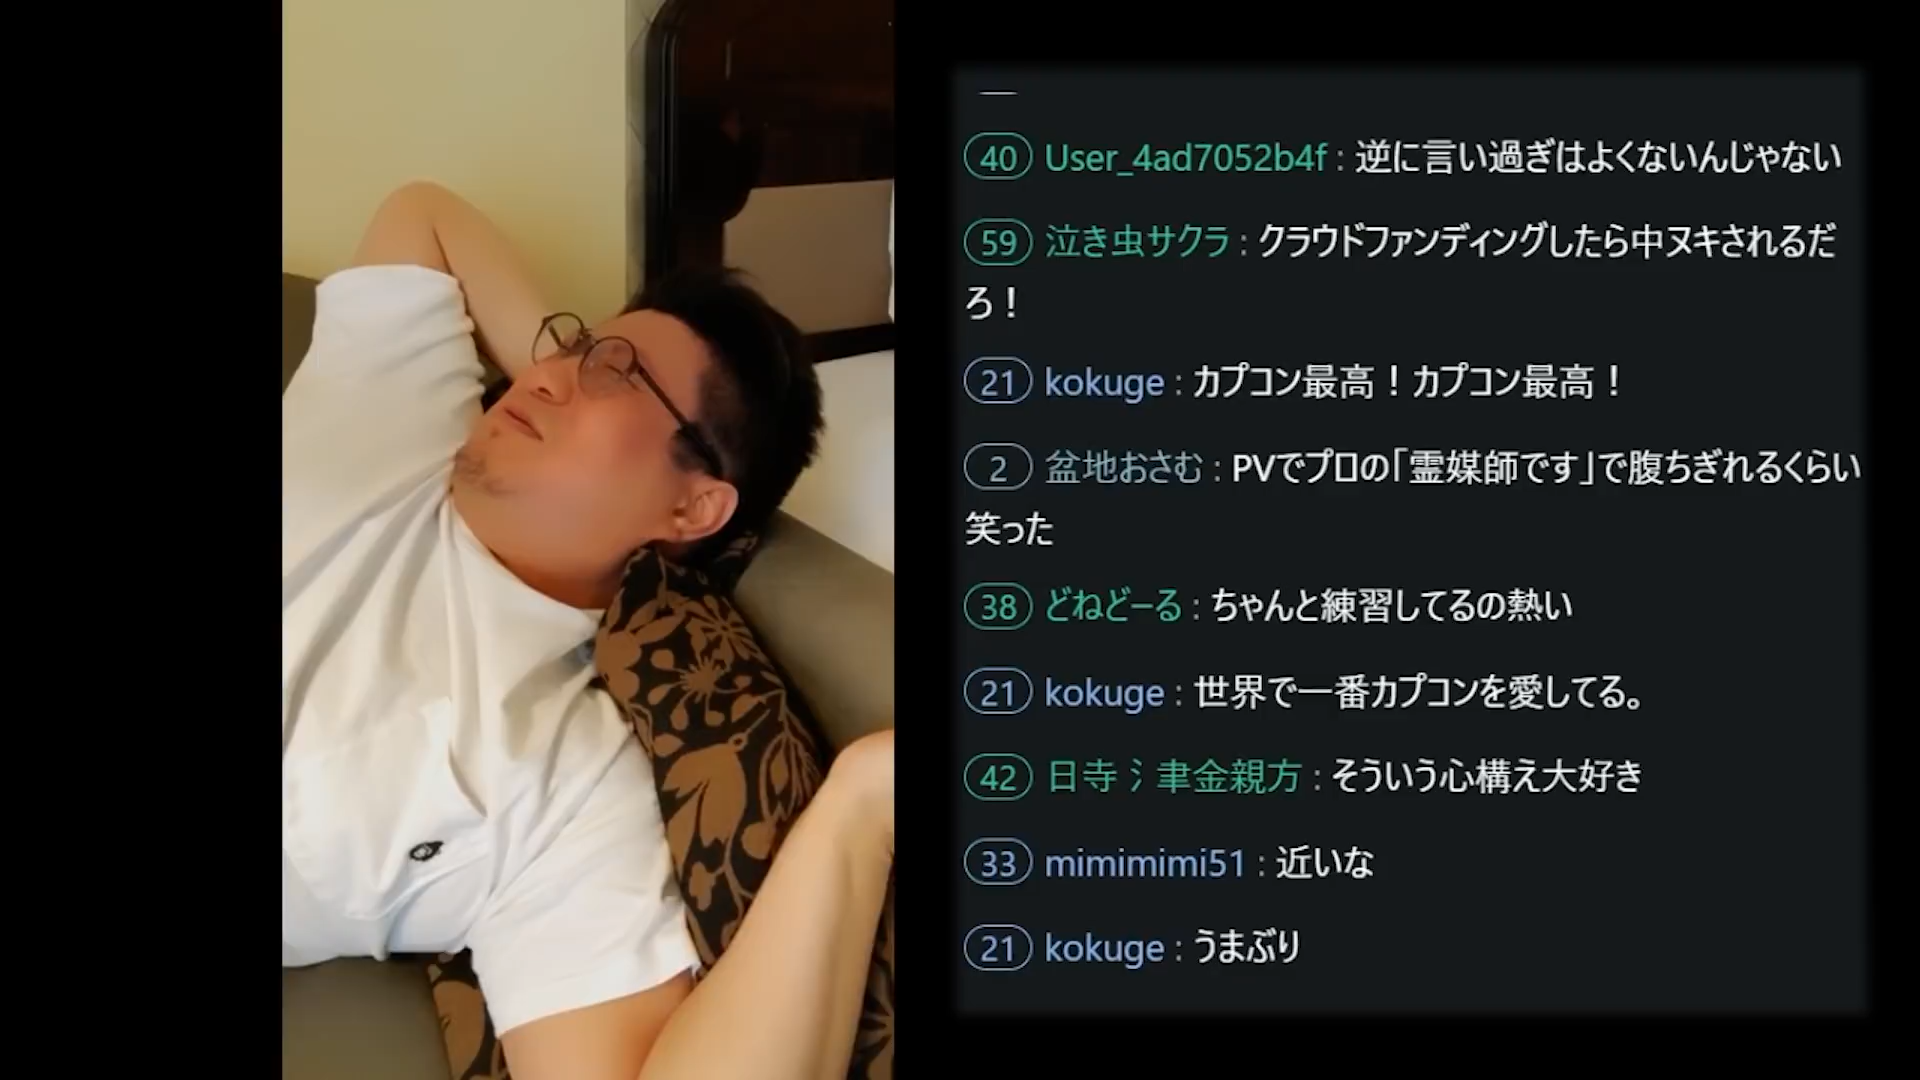 40 User_4ad7052b4f : 逆に言い過ぎはよくないんじゃない
59 泣き虫サクラ : クラウドファンディングしたら中ヌキされるだ
ろ！
21 kokuge : カプコン最高！カプコン最高！
2 盆地おさむ : PVでプロの「霊媒師です」で腹ちぎれるくらい
笑った
38 どねどーる : ちゃんと練習してるの熱い
21 kokuge : 世界で一番カプコンを愛してる。
42 日寺氵聿金親方 : そういう心構え大好き
33 mimimimi51 : 近いな
21 kokuge : うまぶり